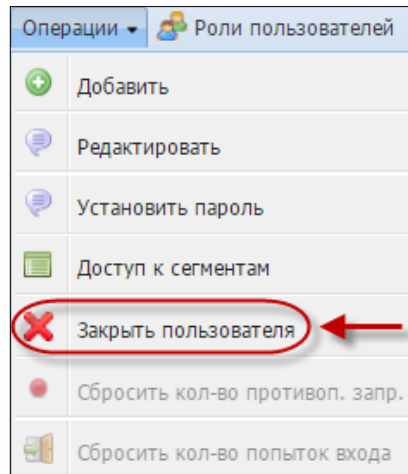 Операции Роли пользователей
Добавить
Редактировать
Установить пароль
Доступ к сегментам
Закрыть пользователя
Сбросить кол-во противоп. запр.
Сбросить кол-во попыток входа